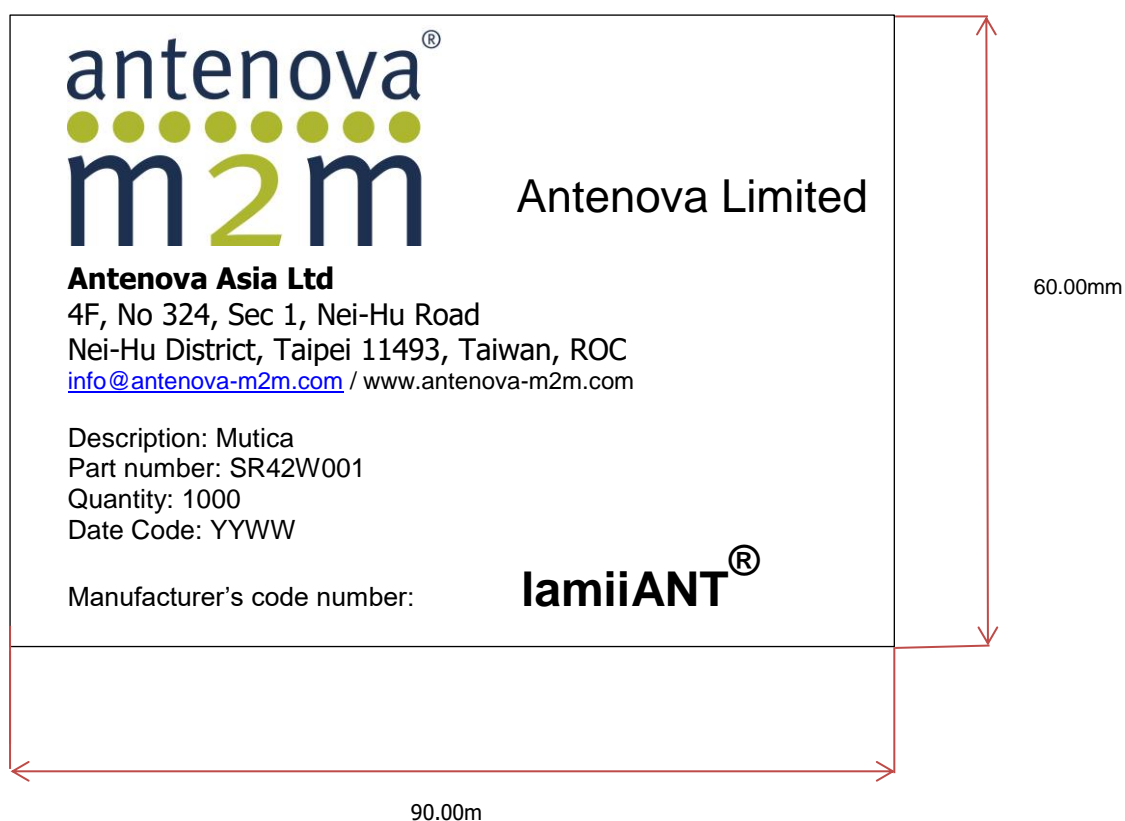 antenova®
m2m
Antenova Limited
Antenova Asia Ltd
4F, No 324, Sec 1, Nei-Hu Road
Nei-Hu District, Taipei 11493, Taiwan, ROC
info@antenova-m2m.com / www.antenova-m2m.com
Description: Mutica
Part number: SR42W001
Quantity: 1000
Date Code: YYWW
Manufacturer’s code number:
lamiiANT®
60.00mm
90.00m